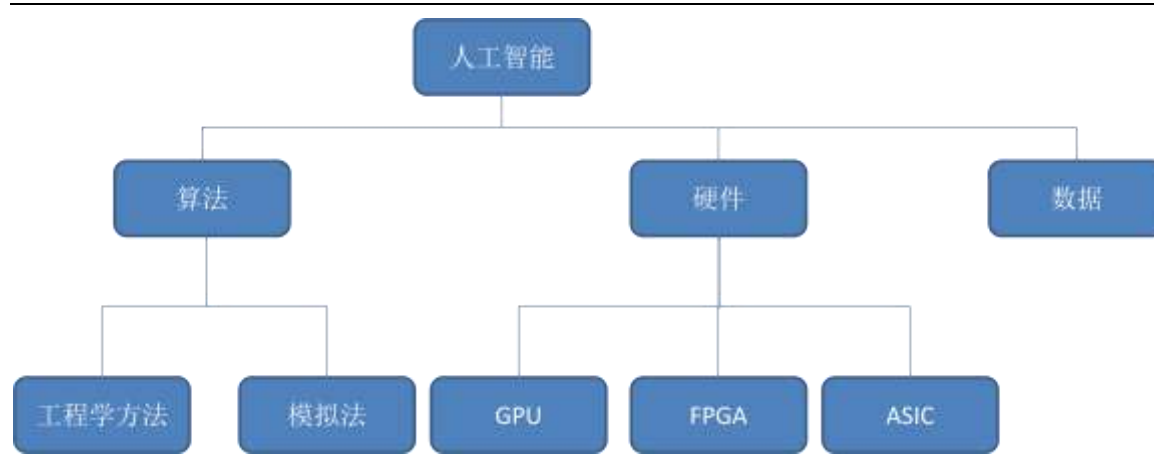 人工智能
算法
硬件
数据
工程学方法
模拟法
GPU
FPGA
ASIC